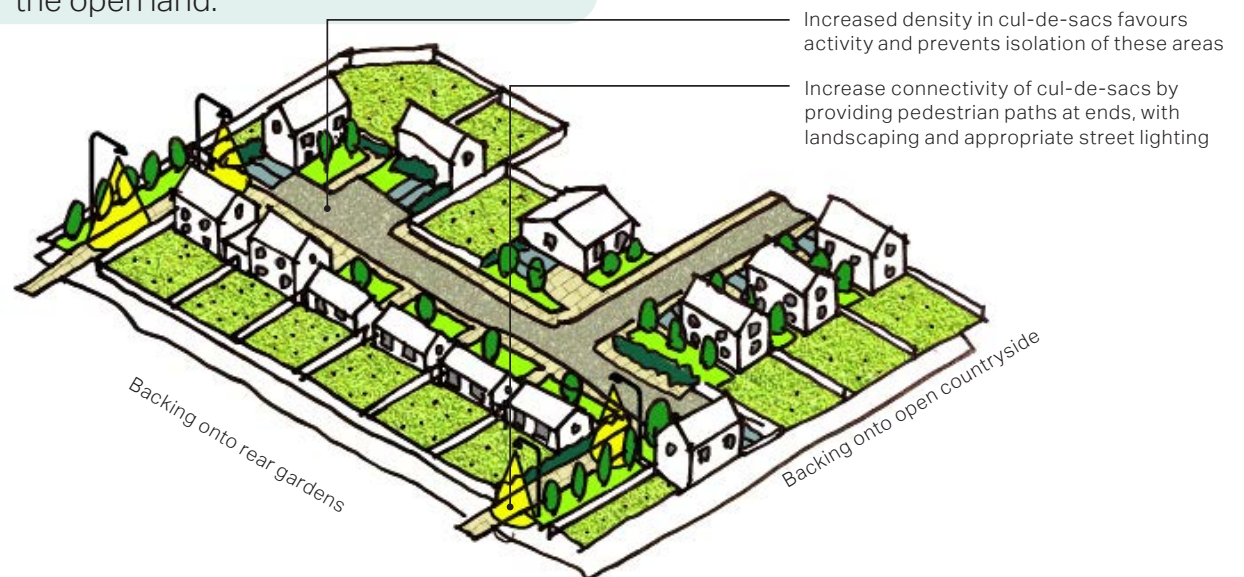 the open land.
Increased density in cul-de-sacs favours
activity and prevents isolation of these areas
Increase connectivity of cul-de-sacs by
providing pedestrian paths at ends, with
landscaping and appropriate street lighting
Backing onto rear gardens
Backing onto open countryside